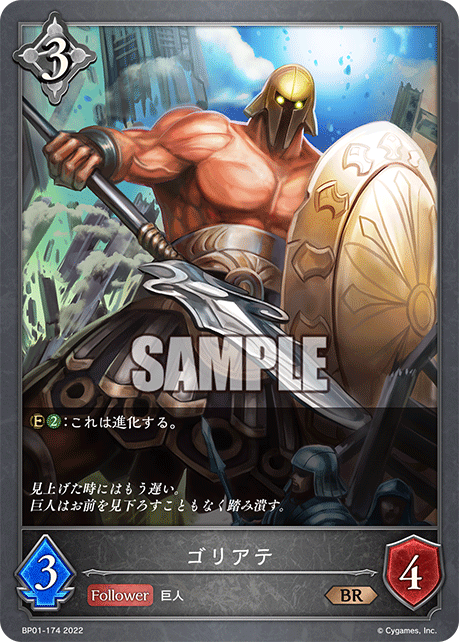 3
SAMPLE
E 2:これは進化する。
見上げた時にはもう遅い。
巨人はお前を見下ろすこともなく踏み潰す。
ゴリアテ
3
Follower 巨人
BR
4
BP01-174 2022
© Cygames, Inc.